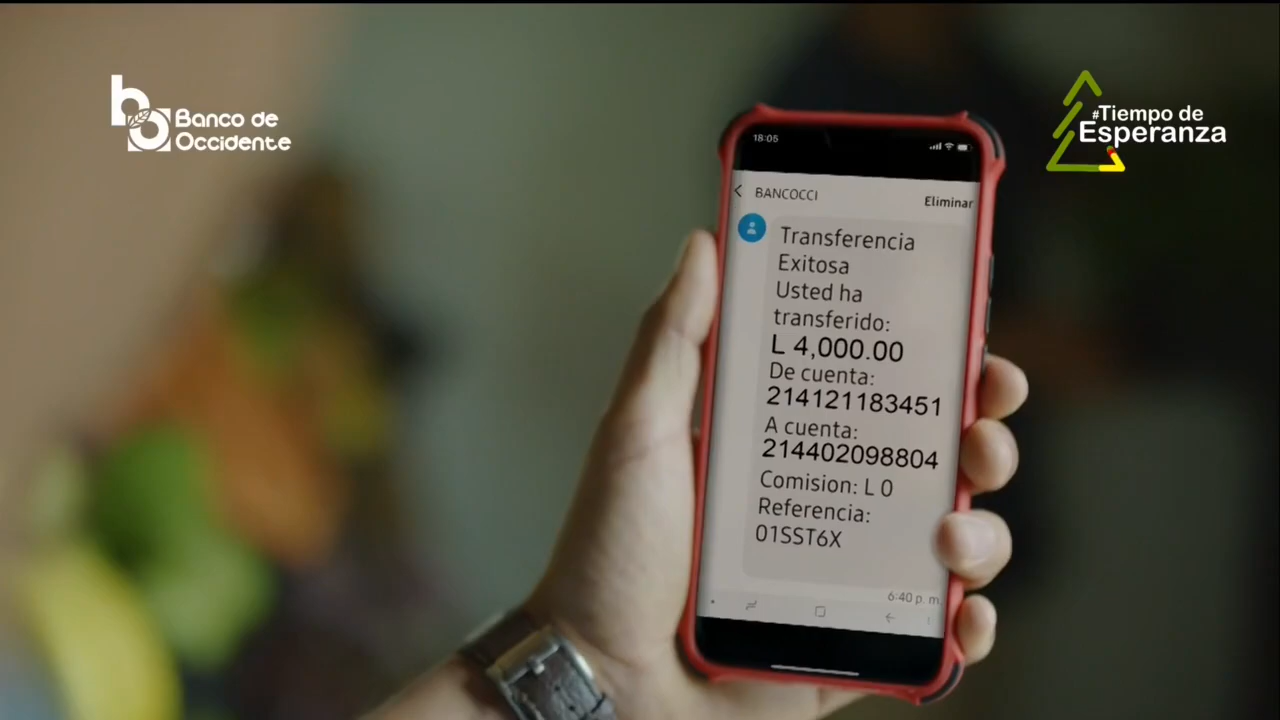 Banco de
Occidente
#Tiempo de
Esperanza
18:05
BANCOCCI
Eliminar
Transferencia
Exitosa
Usted ha
transferido:
L 4,000.00
De cuenta:
214121183451
A cuenta:
214402098804
Comision: L 0
Referencia:
01SST6X
6:40 p. m.